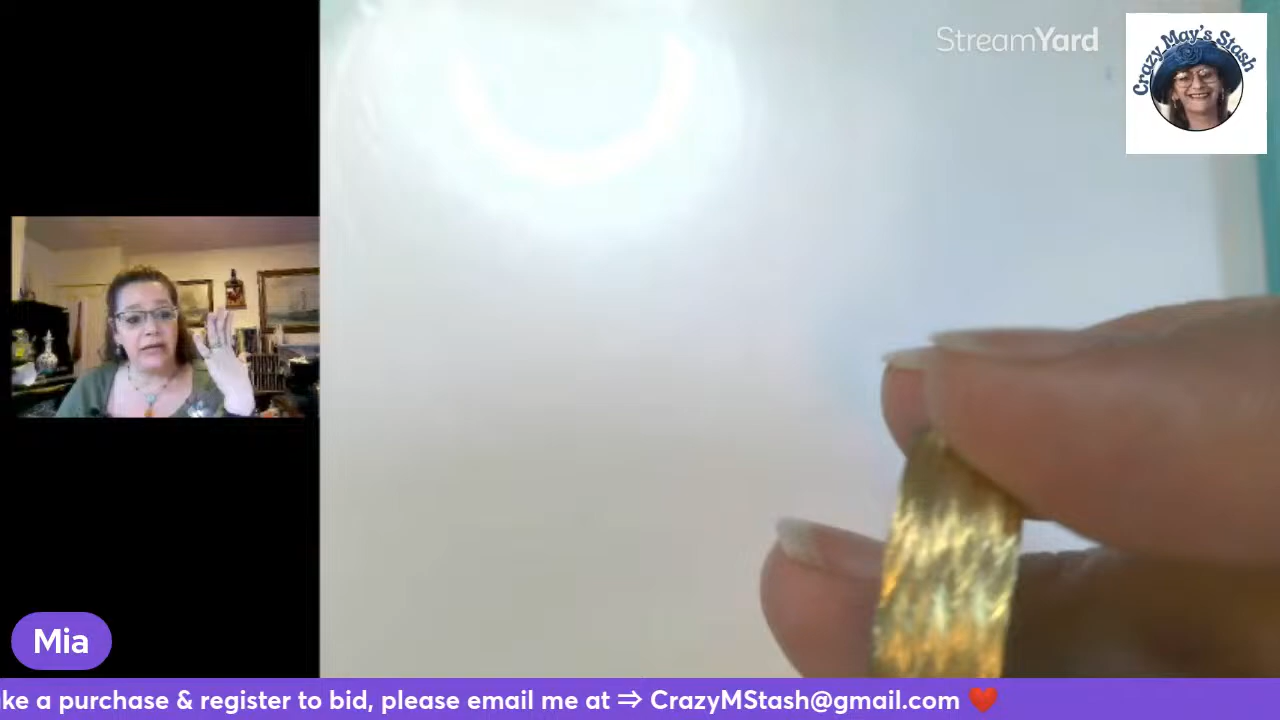 StreamYard
Crazy May's Stash
Mia
ke a purchase & register to bid, please email me at ⇒ CrazyMStash@gmail.com ❤️